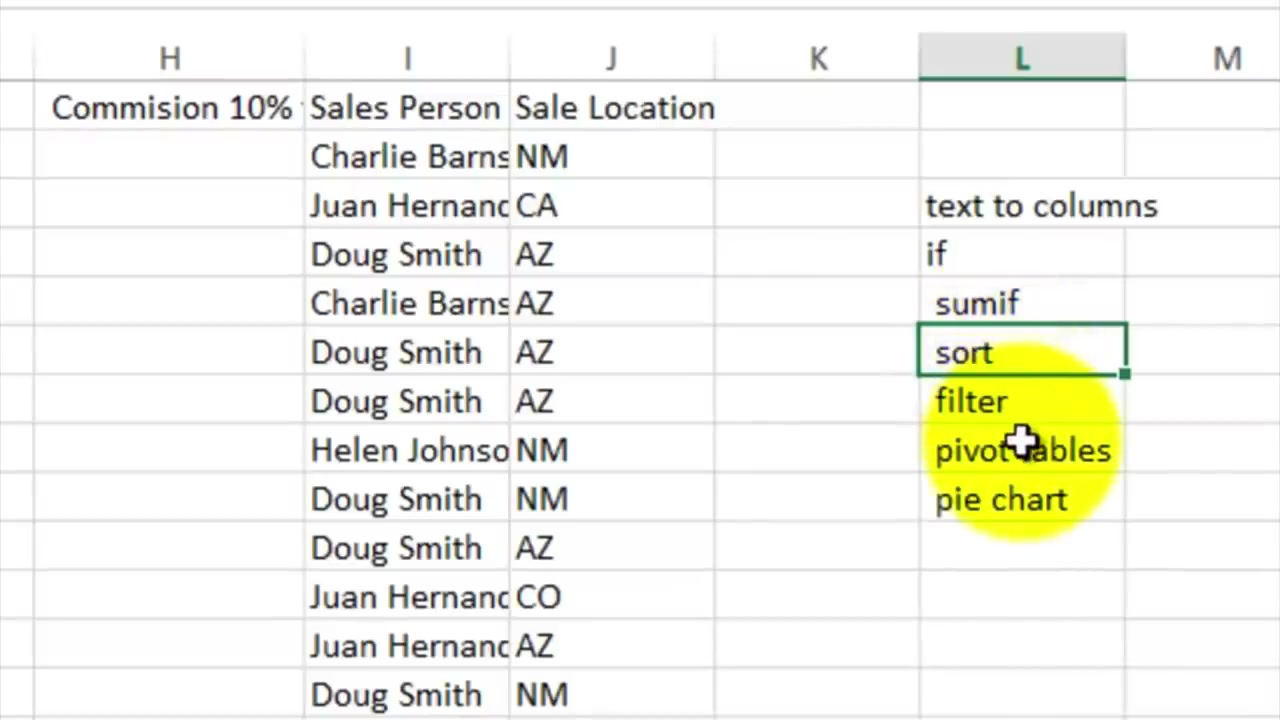 H I J K L M
Commision 10% Sales Person Sale Location
Charlie Barns NM
Juan Hernand CA text to columns
Doug Smith AZ if
Charlie Barns AZ sumif
Doug Smith AZ sort
Doug Smith AZ filter
Helen Johnso NM pivot tables
Doug Smith NM pie chart
Doug Smith AZ
Juan Hernand CO
Juan Hernand AZ
Doug Smith NM